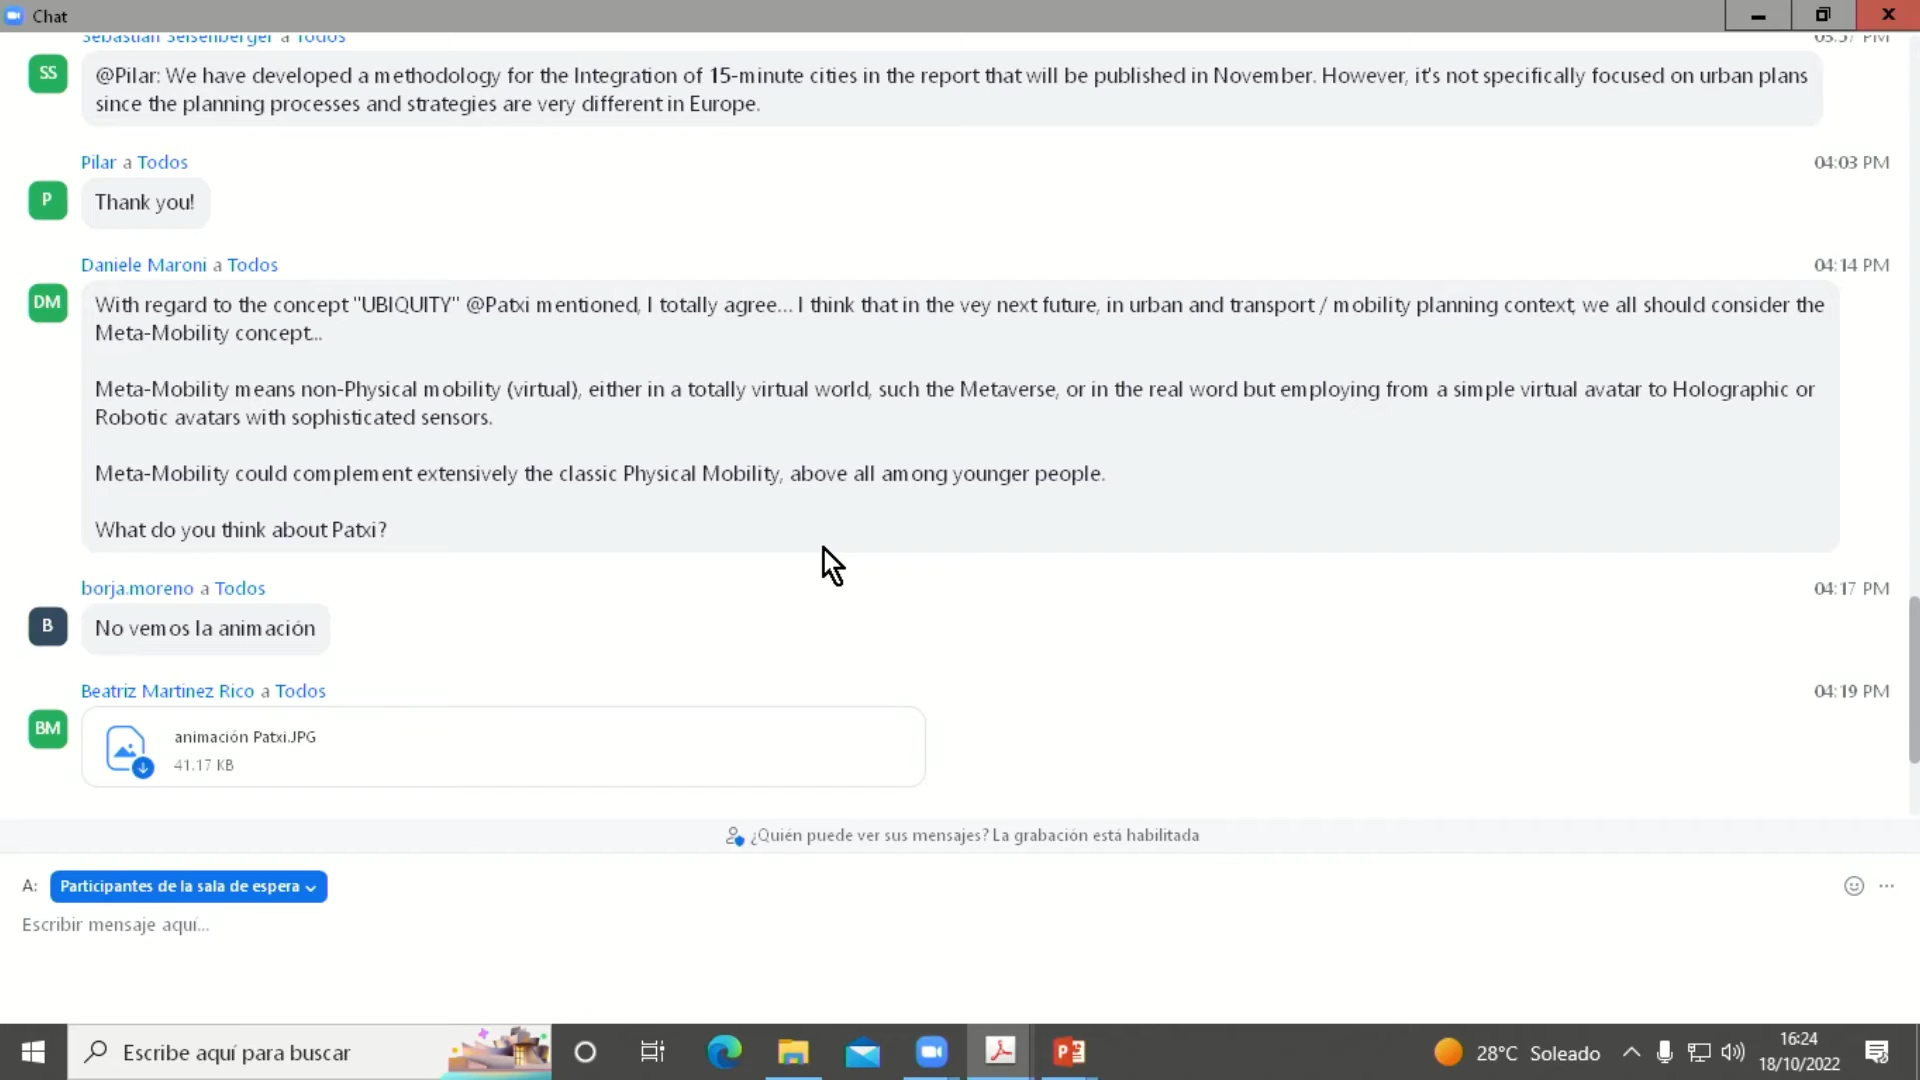 Chat
Sebastian Seisenberger a Todos
03:57 PM
SS
@Pilar: We have developed a methodology for the Integration of 15-minute cities in the report that will be published in November. However, it's not specifically focused on urban plans
since the planning processes and strategies are very different in Europe.
Pilar a Todos
04:03 PM
P
Thank you!
Daniele Maroni a Todos
04:14 PM
DM
With regard to the concept "UBIQUITY" @Patxi mentioned, I totally agree... I think that in the vey next future, in urban and transport / mobility planning context, we all should consider the
Meta-Mobility concept...
Meta-Mobility means non-Physical mobility (virtual), either in a totally virtual world, such the Metaverse, or in the real word but employing from a simple virtual avatar to Holographic or
Robotic avatars with sophisticated sensors.
Meta-Mobility could complement extensively the classic Physical Mobility, above all among younger people.
What do you think about Patxi?
borja.moreno a Todos
04:17 PM
B
No vemos la animación
Beatriz Martinez Rico a Todos
04:19 PM
BM
animación Patxi.JPG
41.17 KB
¿Quién puede ver sus mensajes? La grabación está habilitada
A: Participantes de la sala de espera
Escribir mensaje aquí...
Escribe aquí para buscar
28°C Soleado
16:24
18/10/2022